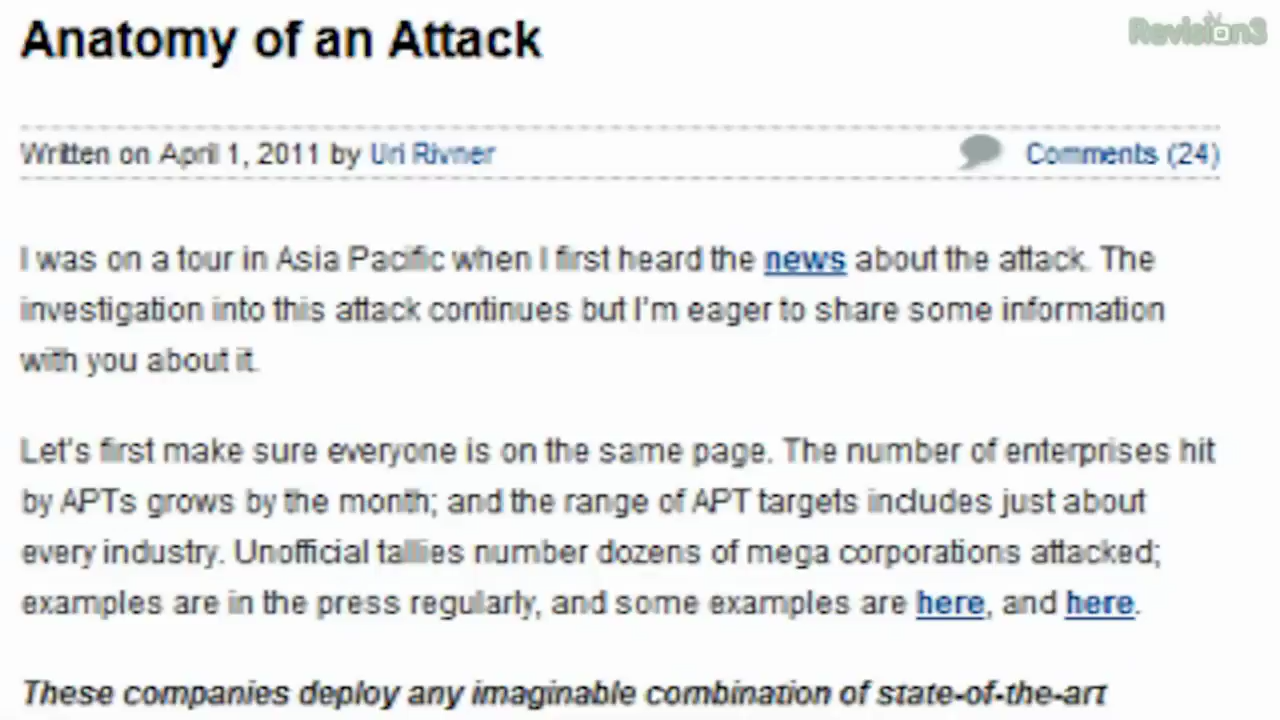 Anatomy of an Attack
Revision3
Written on April 1, 2011 by Uri Rivner
Comments (24)
I was on a tour in Asia Pacific when I first heard the news about the attack. The
investigation into this attack continues but I'm eager to share some information
with you about it.
Let's first make sure everyone is on the same page. The number of enterprises hit
by APTs grows by the month; and the range of APT targets includes just about
every industry. Unofficial tallies number dozens of mega corporations attacked;
examples are in the press regularly, and some examples are here, and here.
These companies deploy any imaginable combination of state-of-the-art